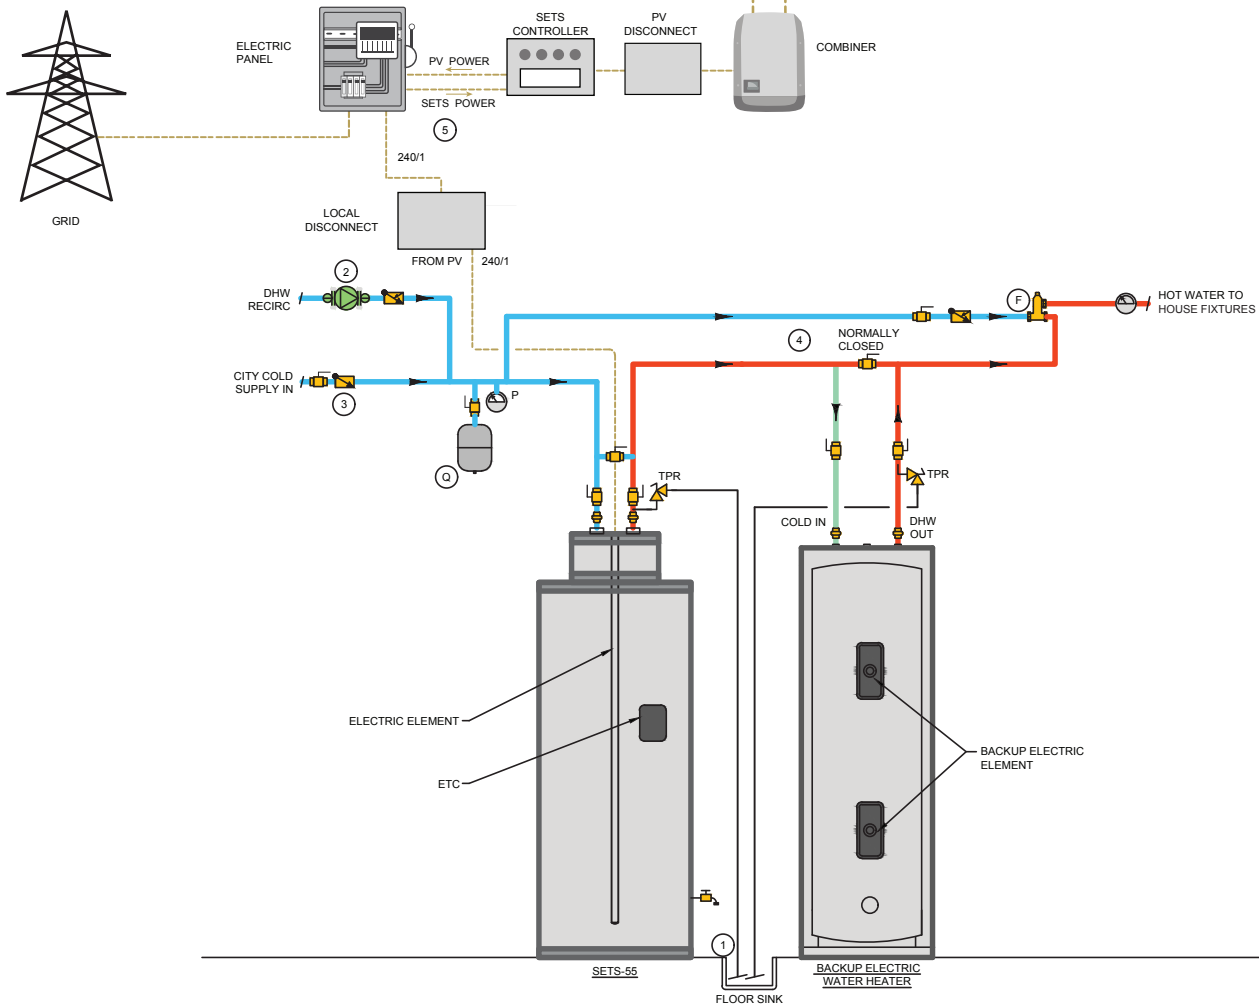 SETS
CONTROLLER
PV
DISCONNECT
ELECTRIC
PANEL
COMBINER
PV POWER
SETS POWER
5
240/1
GRID
LOCAL
DISCONNECT
FROM PV
240/1
2
DHW
RECIRC
F
HOT WATER TO
HOUSE FIXTURES
4
NORMALLY
CLOSED
CITY COLD
SUPPLY IN
3
P
Q
TPR
TPR
COLD IN
DHW
OUT
ELECTRIC ELEMENT
ETC
BACKUP ELECTRIC
ELEMENT
1
SETS-55
BACKUP ELECTRIC
WATER HEATER
FLOOR SINK